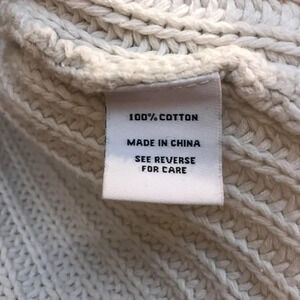 100% COTTON
MADE IN CHINA
SEE REVERSE
FOR CARE